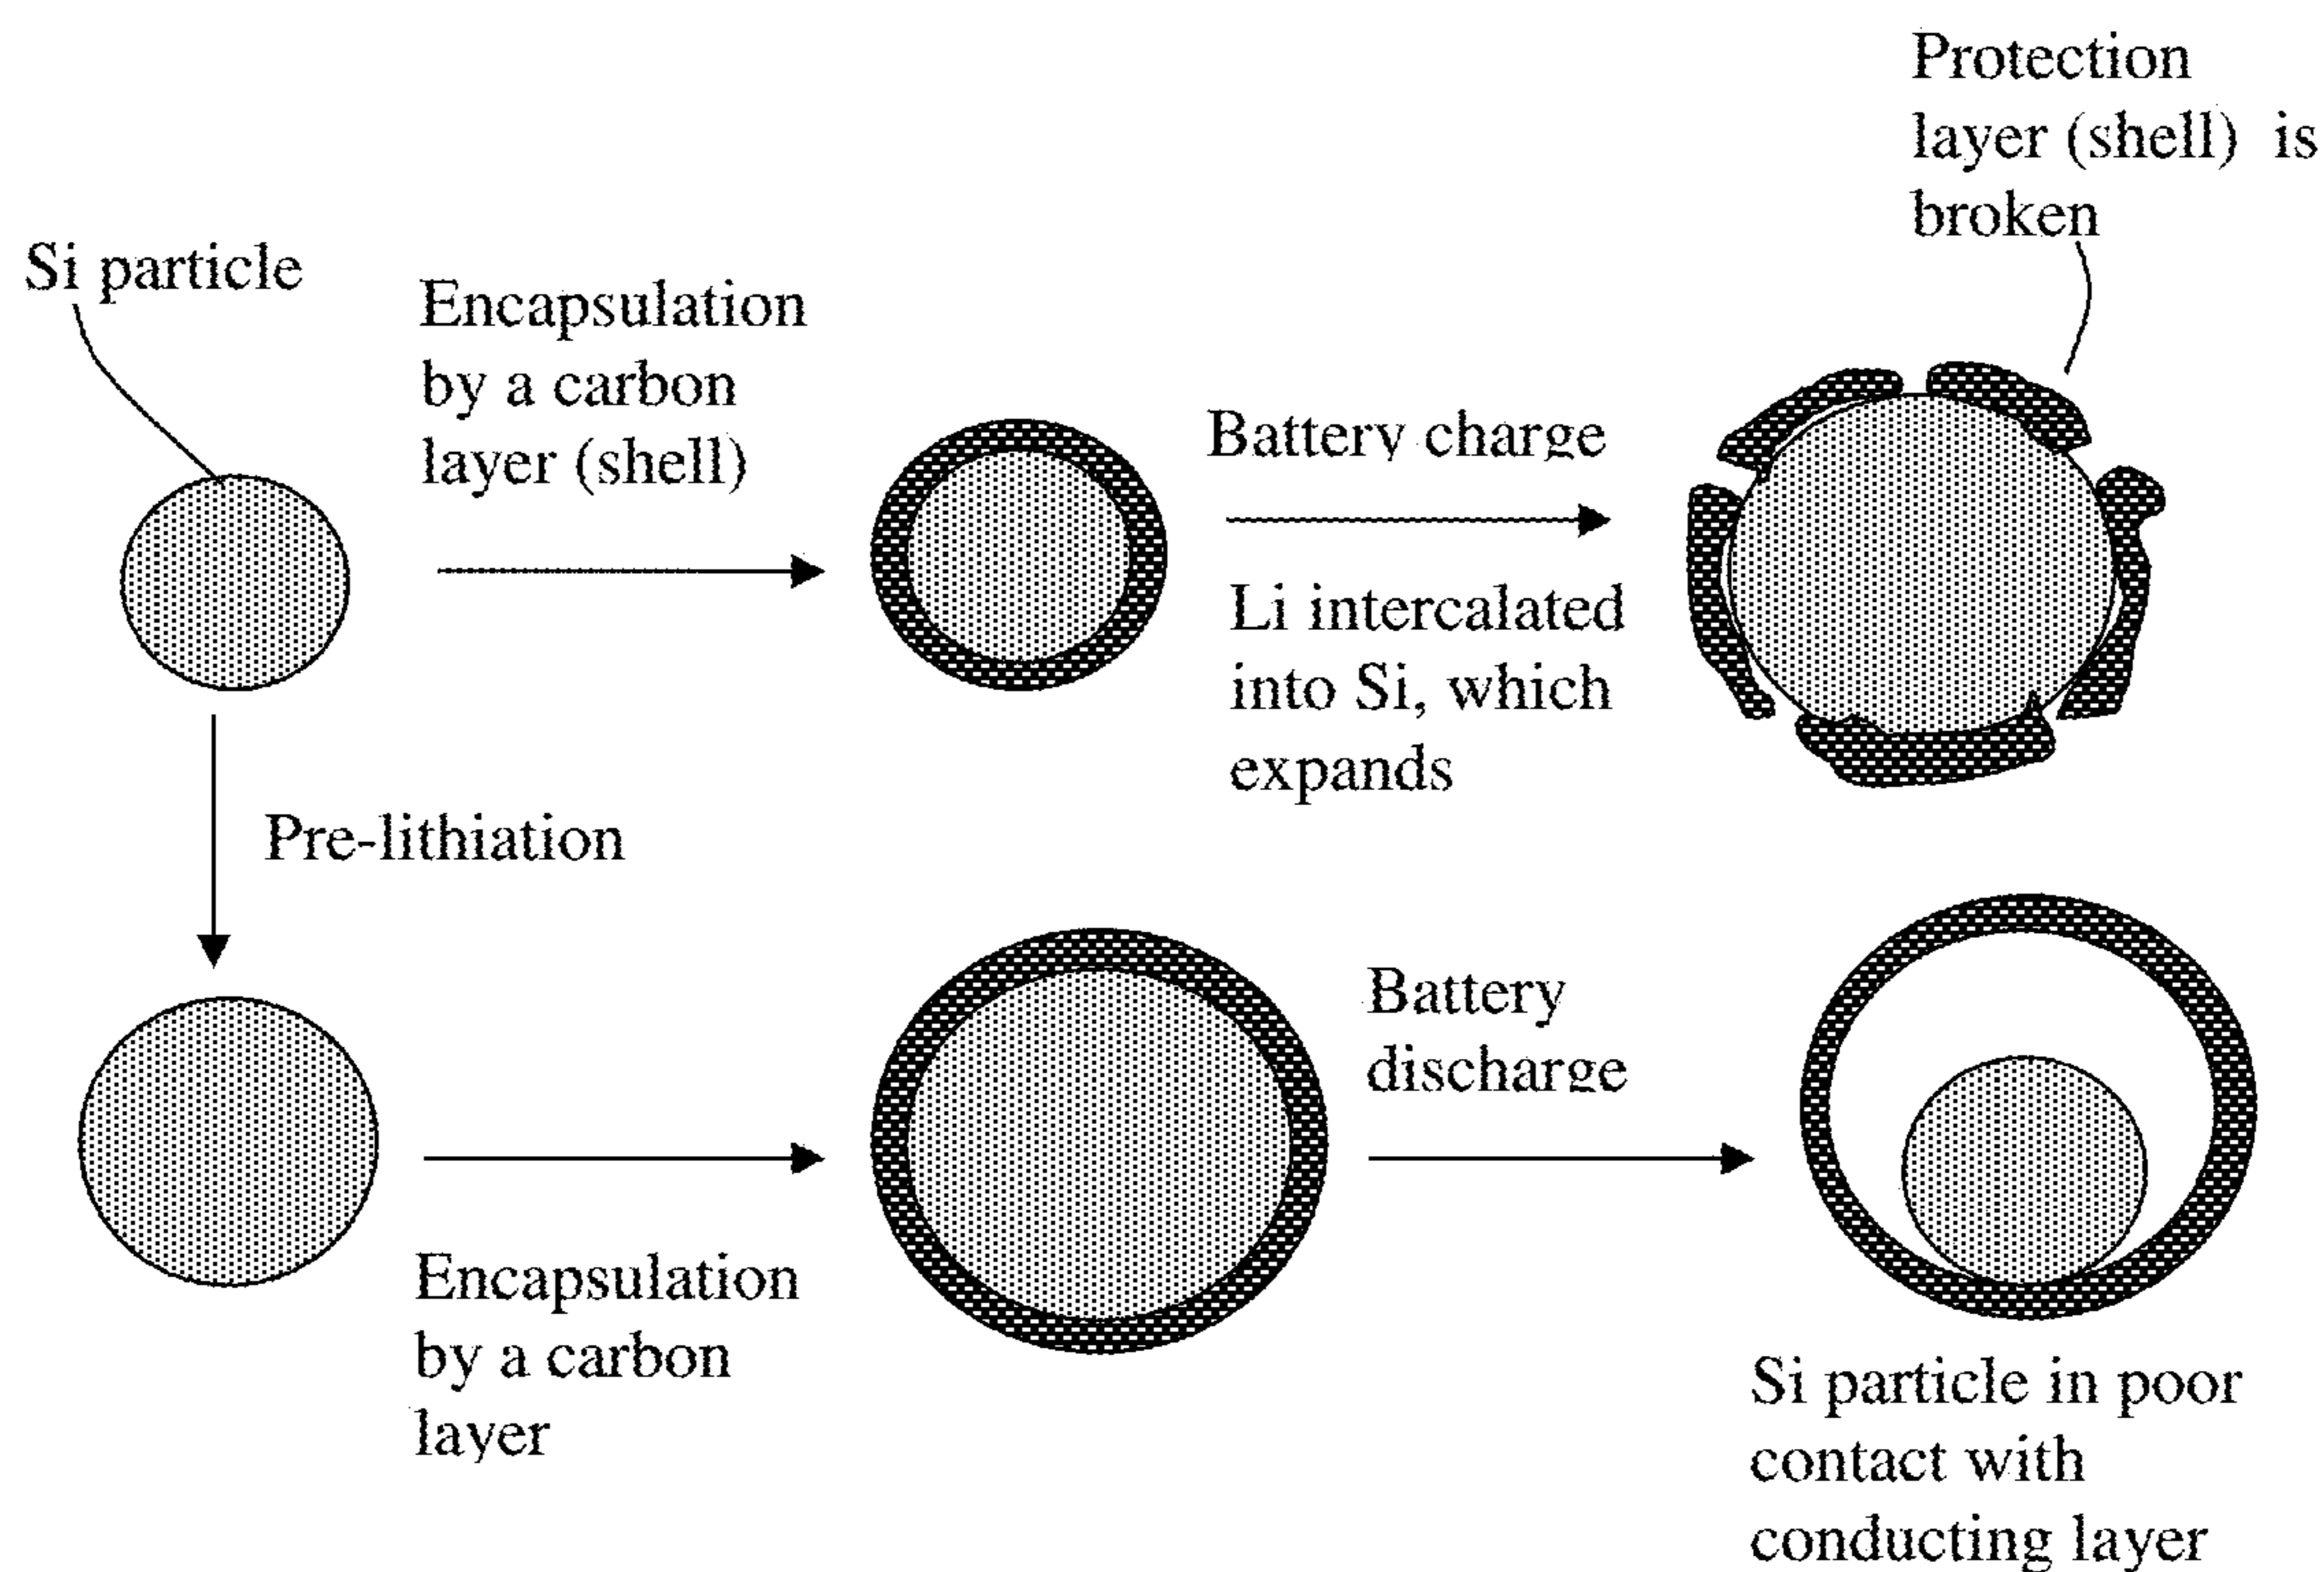 Protection
layer (shell) is
broken
Si particle
Encapsulation
by a carbon
layer (shell)
Battery charge
Li intercalated
into Si, which
expands
Pre-lithiation
Battery
discharge
Encapsulation
by a carbon
layer
Si particle in poor
contact with
conducting layer